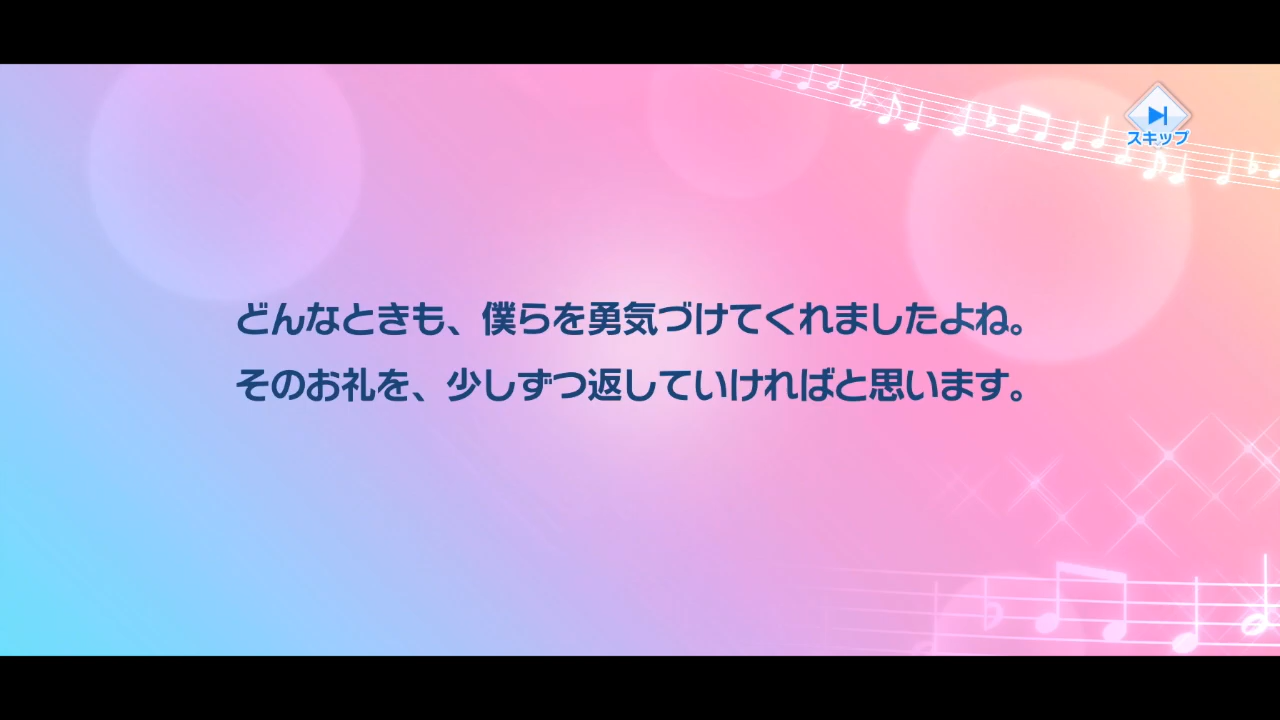 スキップ
どんなときも、僕らを勇気づけてくれましたよね。
そのお礼を、少しずつ返していければと思います。